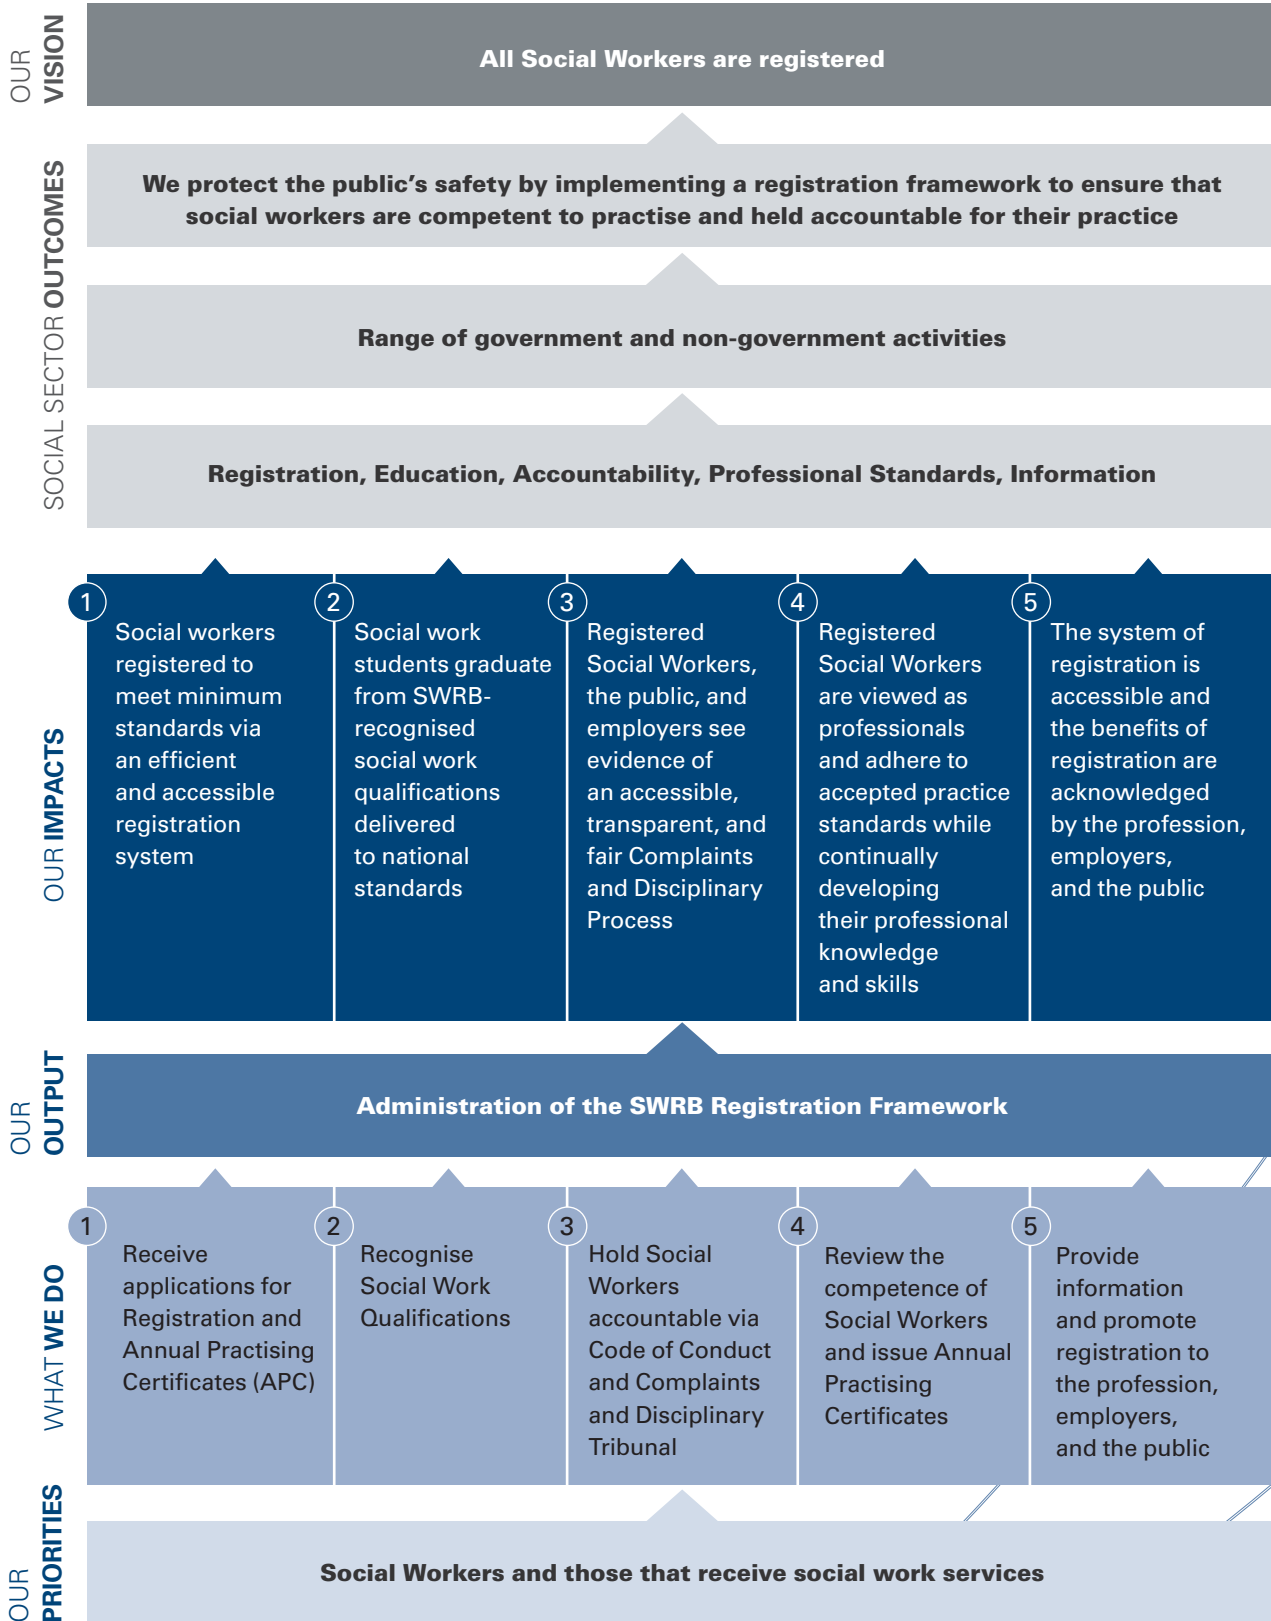 OUR
VISION
All Social Workers are registered
SOCIAL SECTOR OUTCOMES
We protect the public’s safety by implementing a registration framework to ensure that
social workers are competent to practise and held accountable for their practice
Range of government and non-government activities
Registration, Education, Accountability, Professional Standards, Information
OUR IMPACTS
1
Social workers
registered to
meet minimum
standards via
an efficient
and accessible
registration
system
2
Social work
students graduate
from SWRB-
recognised
social work
qualifications
delivered
to national
standards
3
Registered
Social Workers,
the public, and
employers see
evidence of
an accessible,
transparent, and
fair Complaints
and Disciplinary
Process
4
Registered
Social Workers
are viewed as
professionals
and adhere to
accepted practice
standards while
continually
developing
their professional
knowledge
and skills
5
The system of
registration is
accessible and
the benefits of
registration are
acknowledged
by the profession,
employers,
and the public
OUR
OUTPUT
Administration of the SWRB Registration Framework
WHAT WE DO
1
Receive
applications for
Registration and
Annual Practising
Certificates (APC)
2
Recognise
Social Work
Qualifications
3
Hold Social
Workers
accountable via
Code of Conduct
and Complaints
and Disciplinary
Tribunal
4
Review the
competence of
Social Workers
and issue Annual
Practising
Certificates
5
Provide
information
and promote
registration to
the profession,
employers,
and the public
OUR
PRIORITIES
Social Workers and those that receive social work services